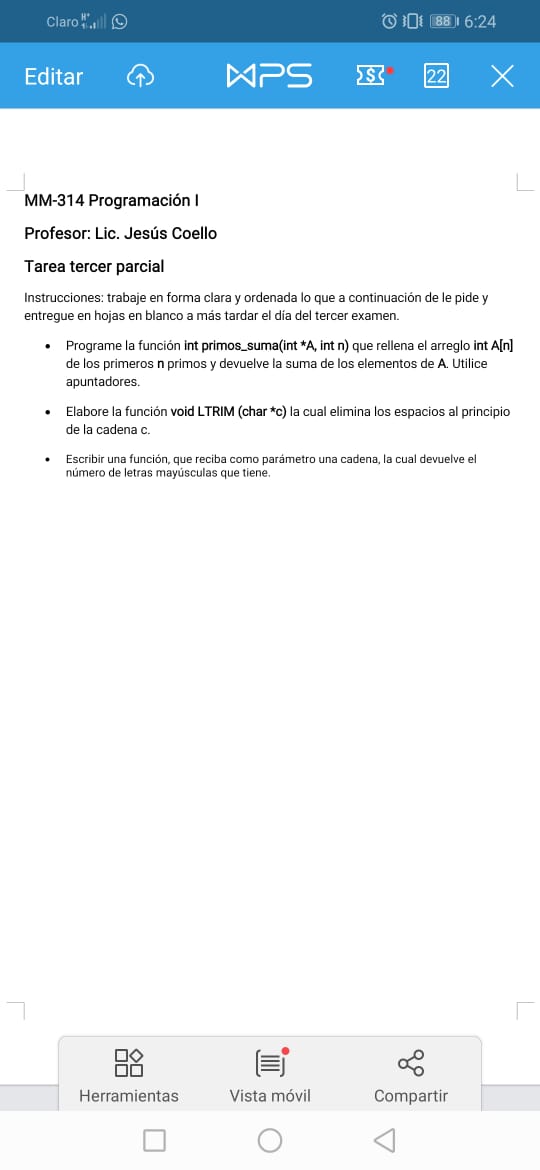 Claro
88 6:24
Editar
WPS
22
MM-314 Programación I
Profesor: Lic. Jesús Coello
Tarea tercer parcial
Instrucciones: trabaje en forma clara y ordenada lo que a continuación de le pide y
entregue en hojas en blanco a más tardar el día del tercer examen.
• Programe la función int primos_suma(int *A, int n) que rellena el arreglo int A[n]
de los primeros n primos y devuelve la suma de los elementos de A. Utilice
apuntadores.
• Elabore la función void LTRIM (char *c) la cual elimina los espacios al principio
de la cadena c.
• Escribir una función, que reciba como parámetro una cadena, la cual devuelve el
número de letras mayúsculas que tiene.
Herramientas
Vista móvil
Compartir